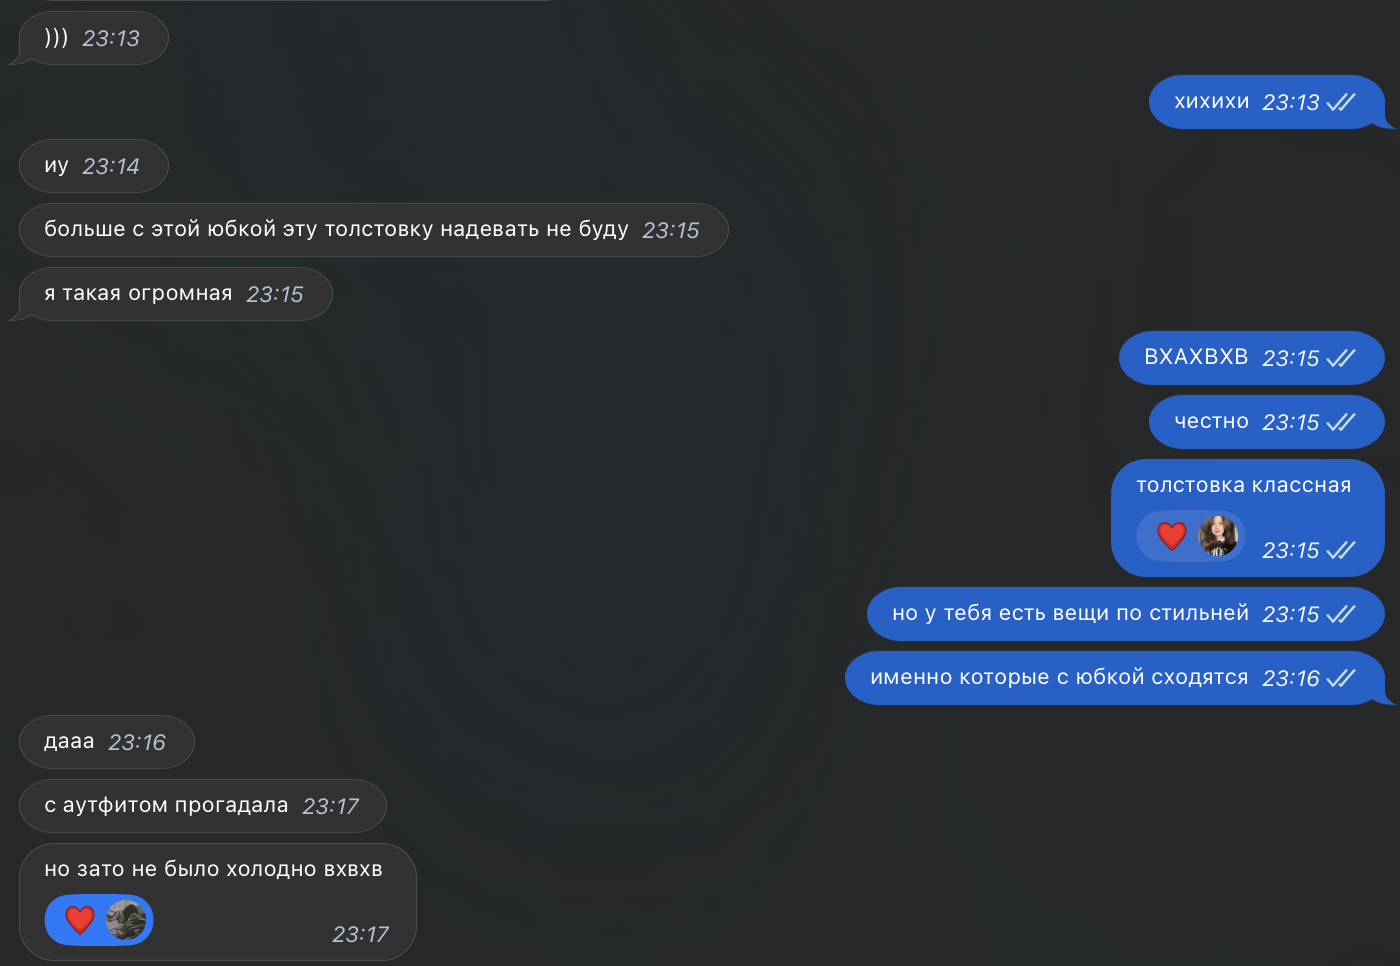 ))) 23:13
хихихи 23:13
иу 23:14
больше с этой юбкой эту толстовку надевать не буду 23:15
я такая огромная 23:15
ВХАХВХВ 23:15
честно 23:15
толстовка классная
23:15
но у тебя есть вещи по стильней 23:15
именно которые с юбкой сходятся 23:16
дааа 23:16
с аутфитом прогадала 23:17
но зато не было холодно вхвхв
23:17